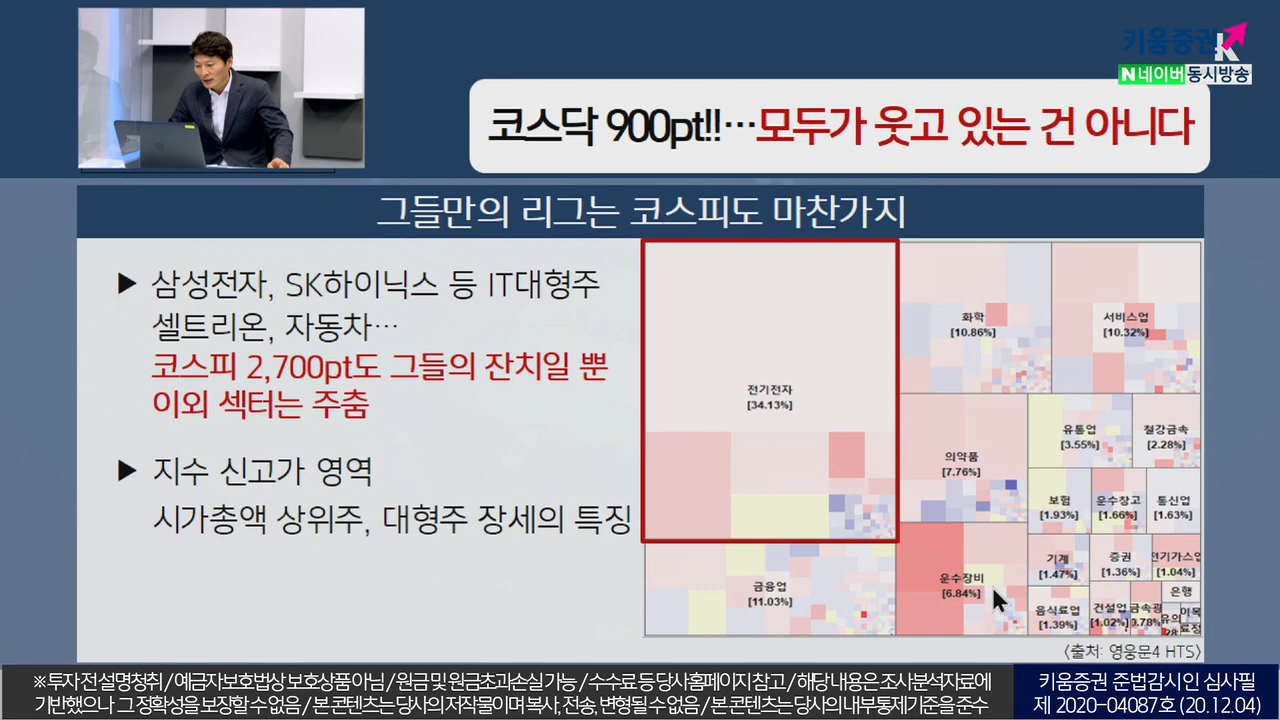 키움증권
N 네이버 동시방송
코스닥 900pt!!…모두가 웃고 있는 건 아니다
그들만의 리그는 코스피도 마찬가지
▶ 삼성전자, SK하이닉스 등 IT대형주
셀트리온, 자동차…
코스피 2,700pt도 그들의 잔치일 뿐
이외 섹터는 주춤
▶ 지수 신고가 영역
시가총액 상위주, 대형주 장세의 특징
전기전자
[34.13%]
화학
[10.86%]
서비스업
[10.32%]
의약품
[7.76%]
유통업
[3.55%]
철강금속
[2.28%]
보험
[1.93%]
운수장고
[1.66%]
통신업
[1.63%]
금융업
[11.03%]
운수장비
[6.84%]
기계
[1.47%]
증권
[1.36%]
전기가스업
[1.04%]
음식료업
[1.39%]
건설업
[1.02%]
금속광
0.78%]
은행
<출처: 영웅문4 HTS>
※ 투자 전 설명청취 / 예금자보호법상 보호상품 아님 / 원금 및 원금초과손실 가능 / 수수료 등 당사홈페이지 참고 / 해당 내용은 조사분석자료에
기반했으나 그 정확성을 보장할 수 없음 / 본 콘텐츠는 당사의 저작물이며 복사, 전송, 변형될 수 없음 / 본 콘텐츠는 당사의 내부통제기준을 준수
키움증권 준법감시인 심사필
제 2020-04087호 (20.12.04)